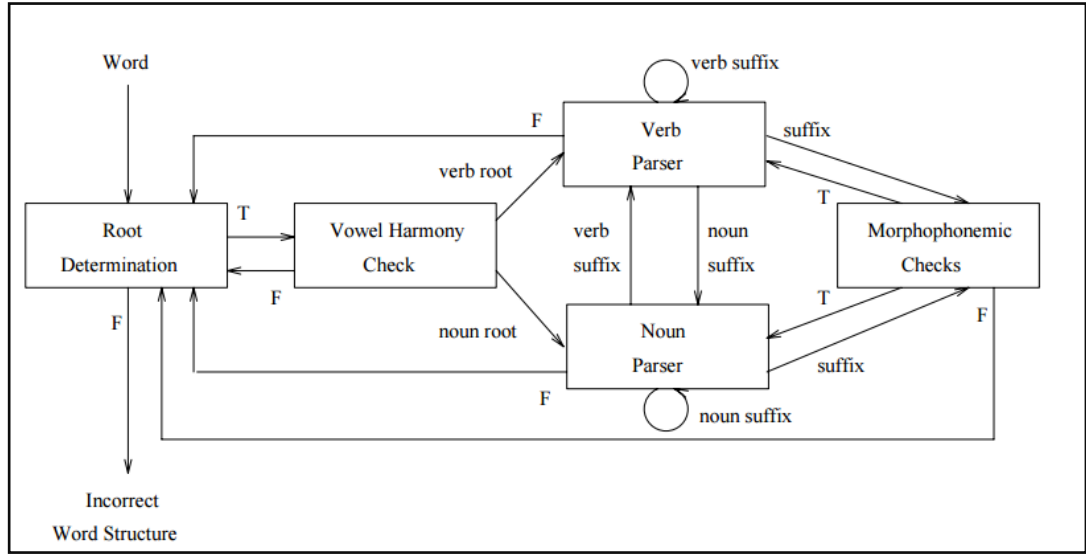 Word
verb suffix
F
Verb
Parser
suffix
verb root
T
T
Root
Determination
Vowel Harmony
Check
verb
suffix
noun
suffix
Morphophonemic
Checks
F
F
T
F
noun root
Noun
Parser
suffix
F
noun suffix
Incorrect
Word Structure